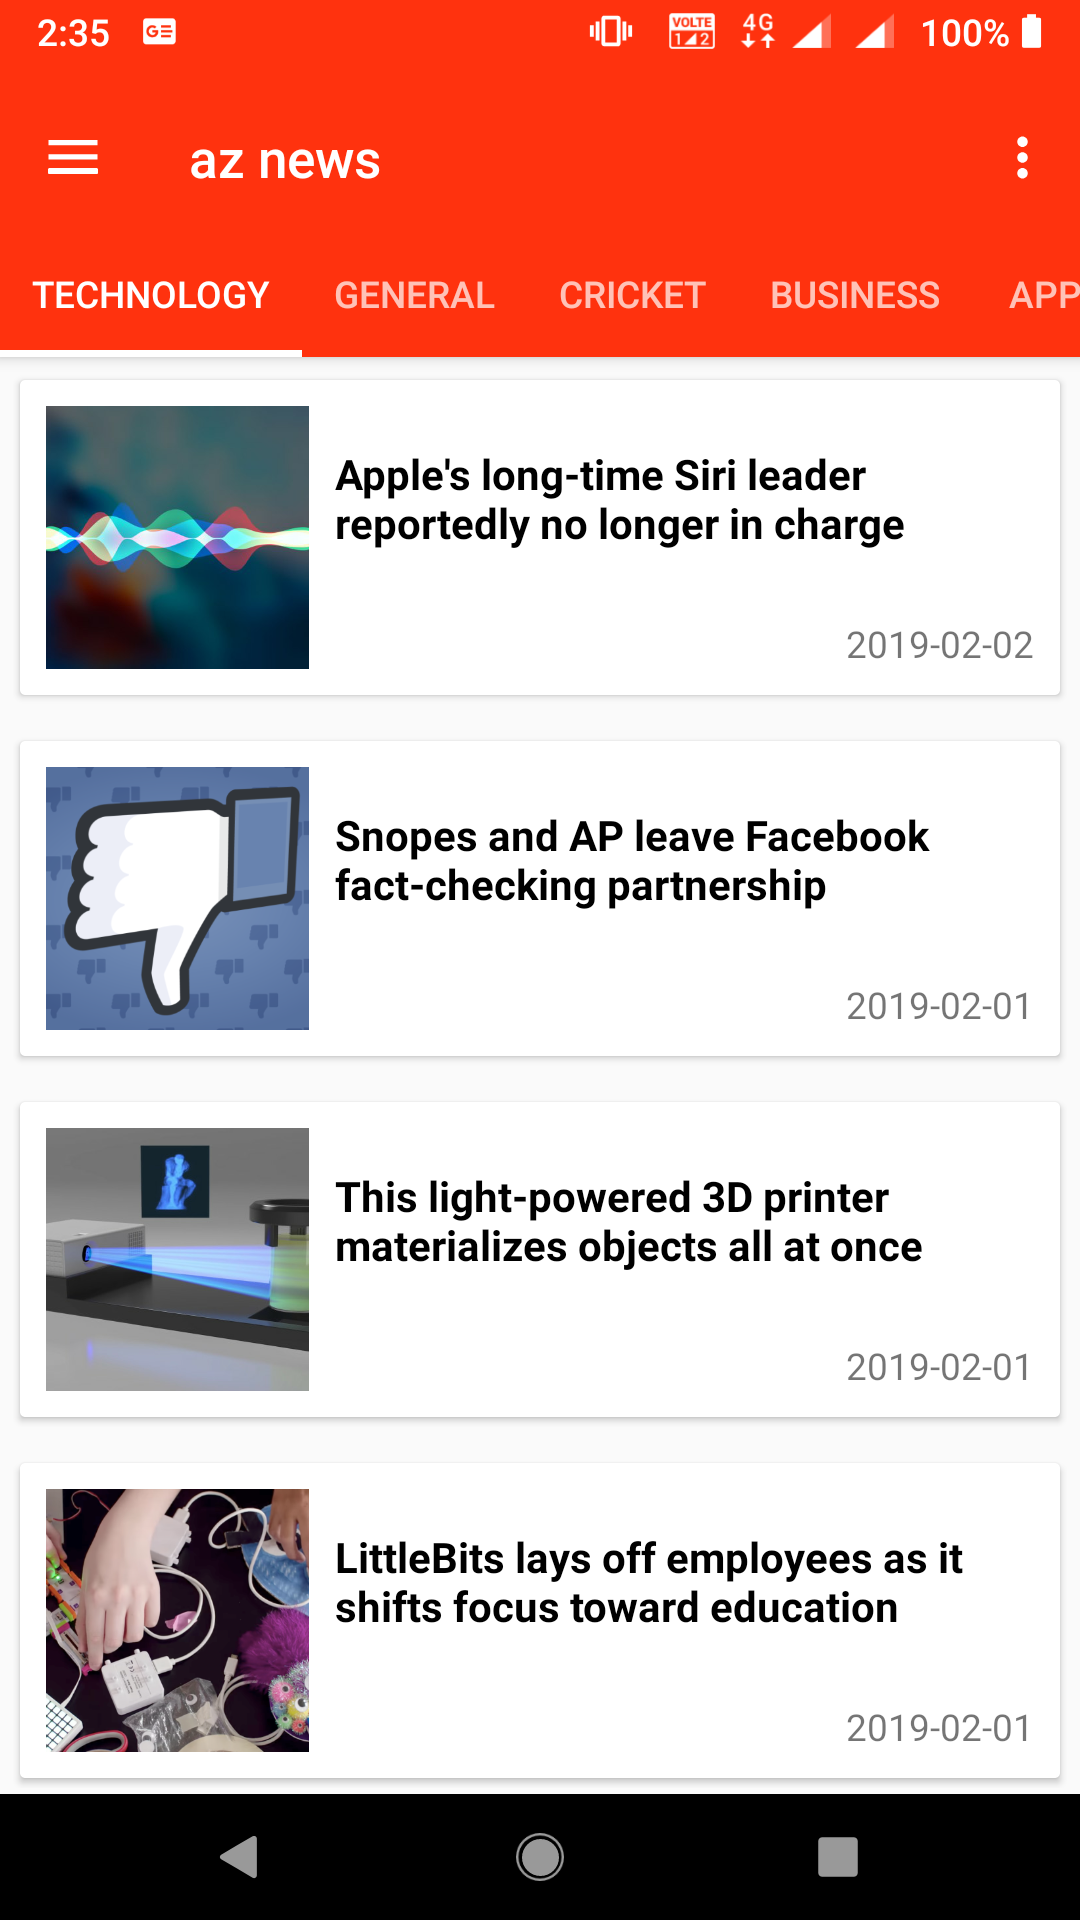 2:35 GE VOLTE 1 2 4G 100%
az news
TECHNOLOGY GENERAL CRICKET BUSINESS APP
Apple's long-time Siri leader
reportedly no longer in charge
2019-02-02
Snopes and AP leave Facebook
fact-checking partnership
2019-02-01
This light-powered 3D printer
materializes objects all at once
2019-02-01
LittleBits lays off employees as it
shifts focus toward education
2019-02-01